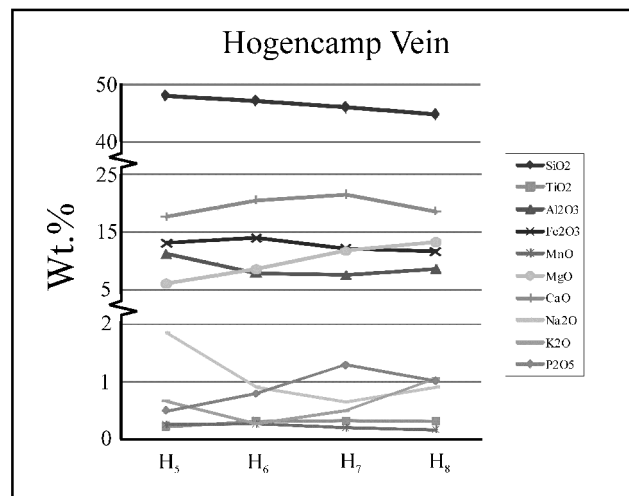 Hogencamp Vein
Wt.%
50
40
25
15
5
2
1
0
H₅ H₆ H₇ H₈
SiO2
TiO2
Al2O3
Fe2O3
MnO
MgO
CaO
Na2O
K2O
P2O5